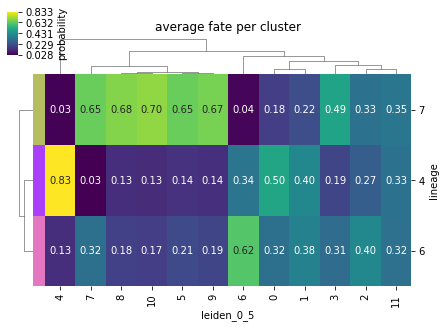 average fate per cluster
0.833
0.632
0.431
0.229
0.028
probability
0.03 0.65 0.68 0.70 0.65 0.67 0.04 0.18 0.22 0.49 0.33 0.35 7
0.83 0.03 0.13 0.13 0.14 0.14 0.34 0.50 0.40 0.19 0.27 0.33 4
0.13 0.32 0.18 0.17 0.21 0.19 0.62 0.32 0.38 0.31 0.40 0.32 6
lineage
4 7 8 10 5 9 6 0 1 3 2 11
leiden_0_5